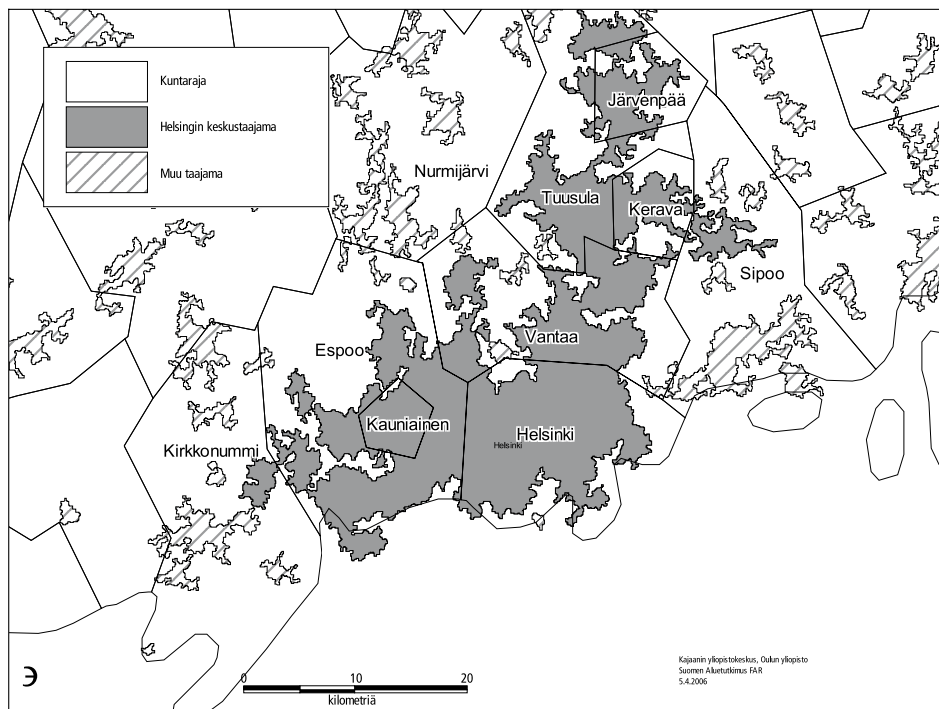 Kuntaraja
Helsingin keskustaajama
Muu taajama
Järvenpää
Nurmijärvi
Tuusula
Kerava
Sipoo
Vantaa
Espoo
Kauniainen
Helsinki
Helsinki
Kirkkonummi
0 10 20
kilometriä
Kajaanin yliopistokeskus, Oulun yliopisto
Suomen Aluetutkimus FAR
5.4.2006